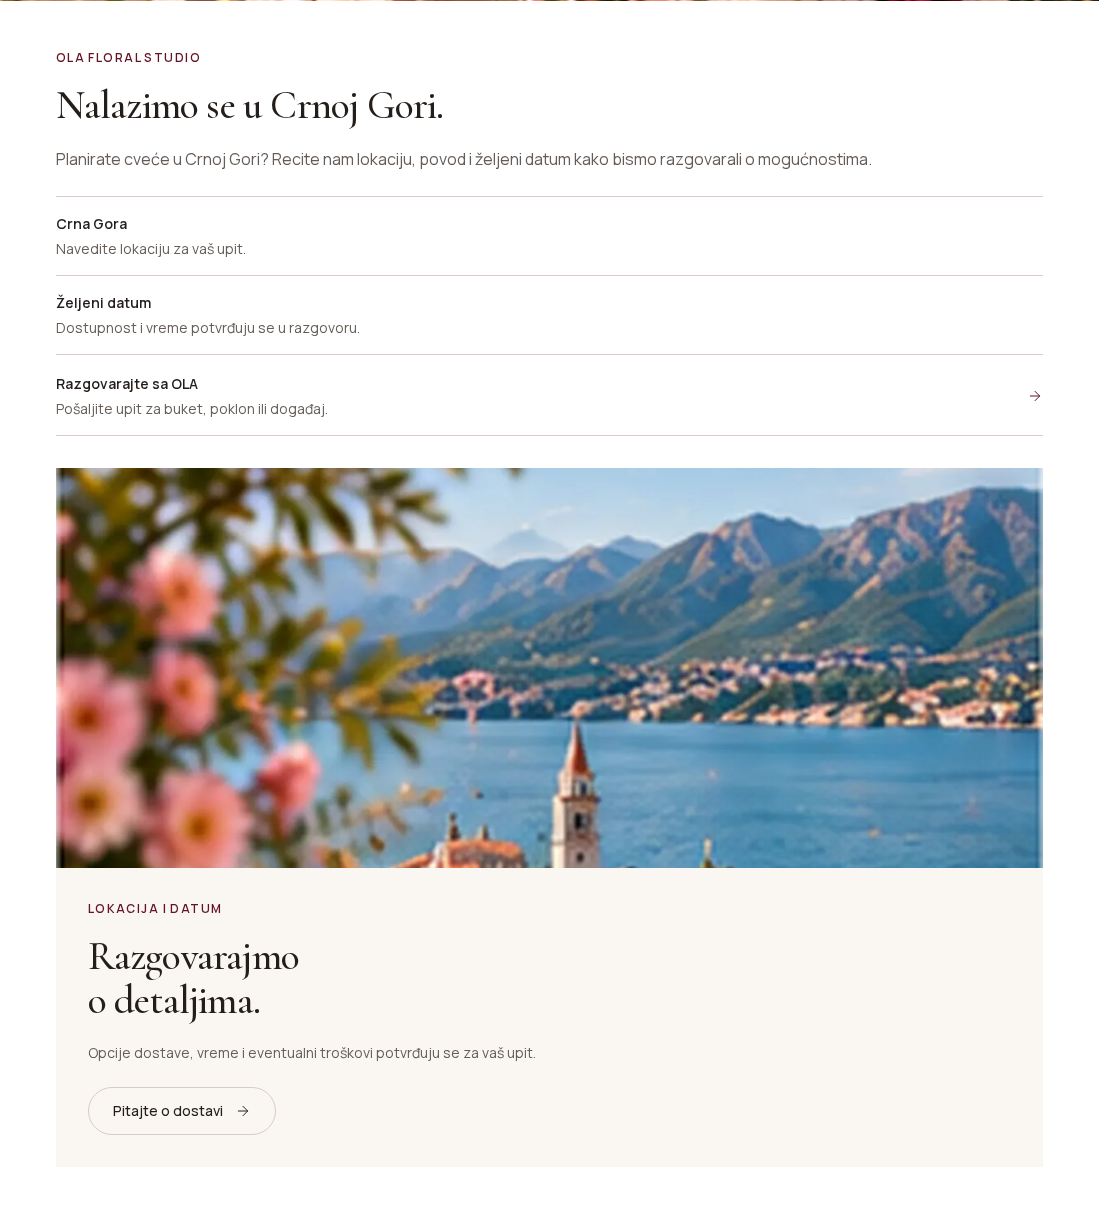 OLA FLORAL STUDIO
Nalazimo se u Crnoj Gori.
Planirate cveće u Crnoj Gori? Recite nam lokaciju, povod i željeni datum kako bismo razgovarali o mogućnostima.
Crna Gora
Navedite lokaciju za vaš upit.
Željeni datum
Dostupnost i vreme potvrđuju se u razgovoru.
Razgovarajte sa OLA
Pošaljite upit za buket, poklon ili događaj.
LOKACIJA I DATUM
Razgovarajmo
o detaljima.
Opcije dostave, vreme i eventualni troškovi potvrđuju se za vaš upit.
Pitajte o dostavi